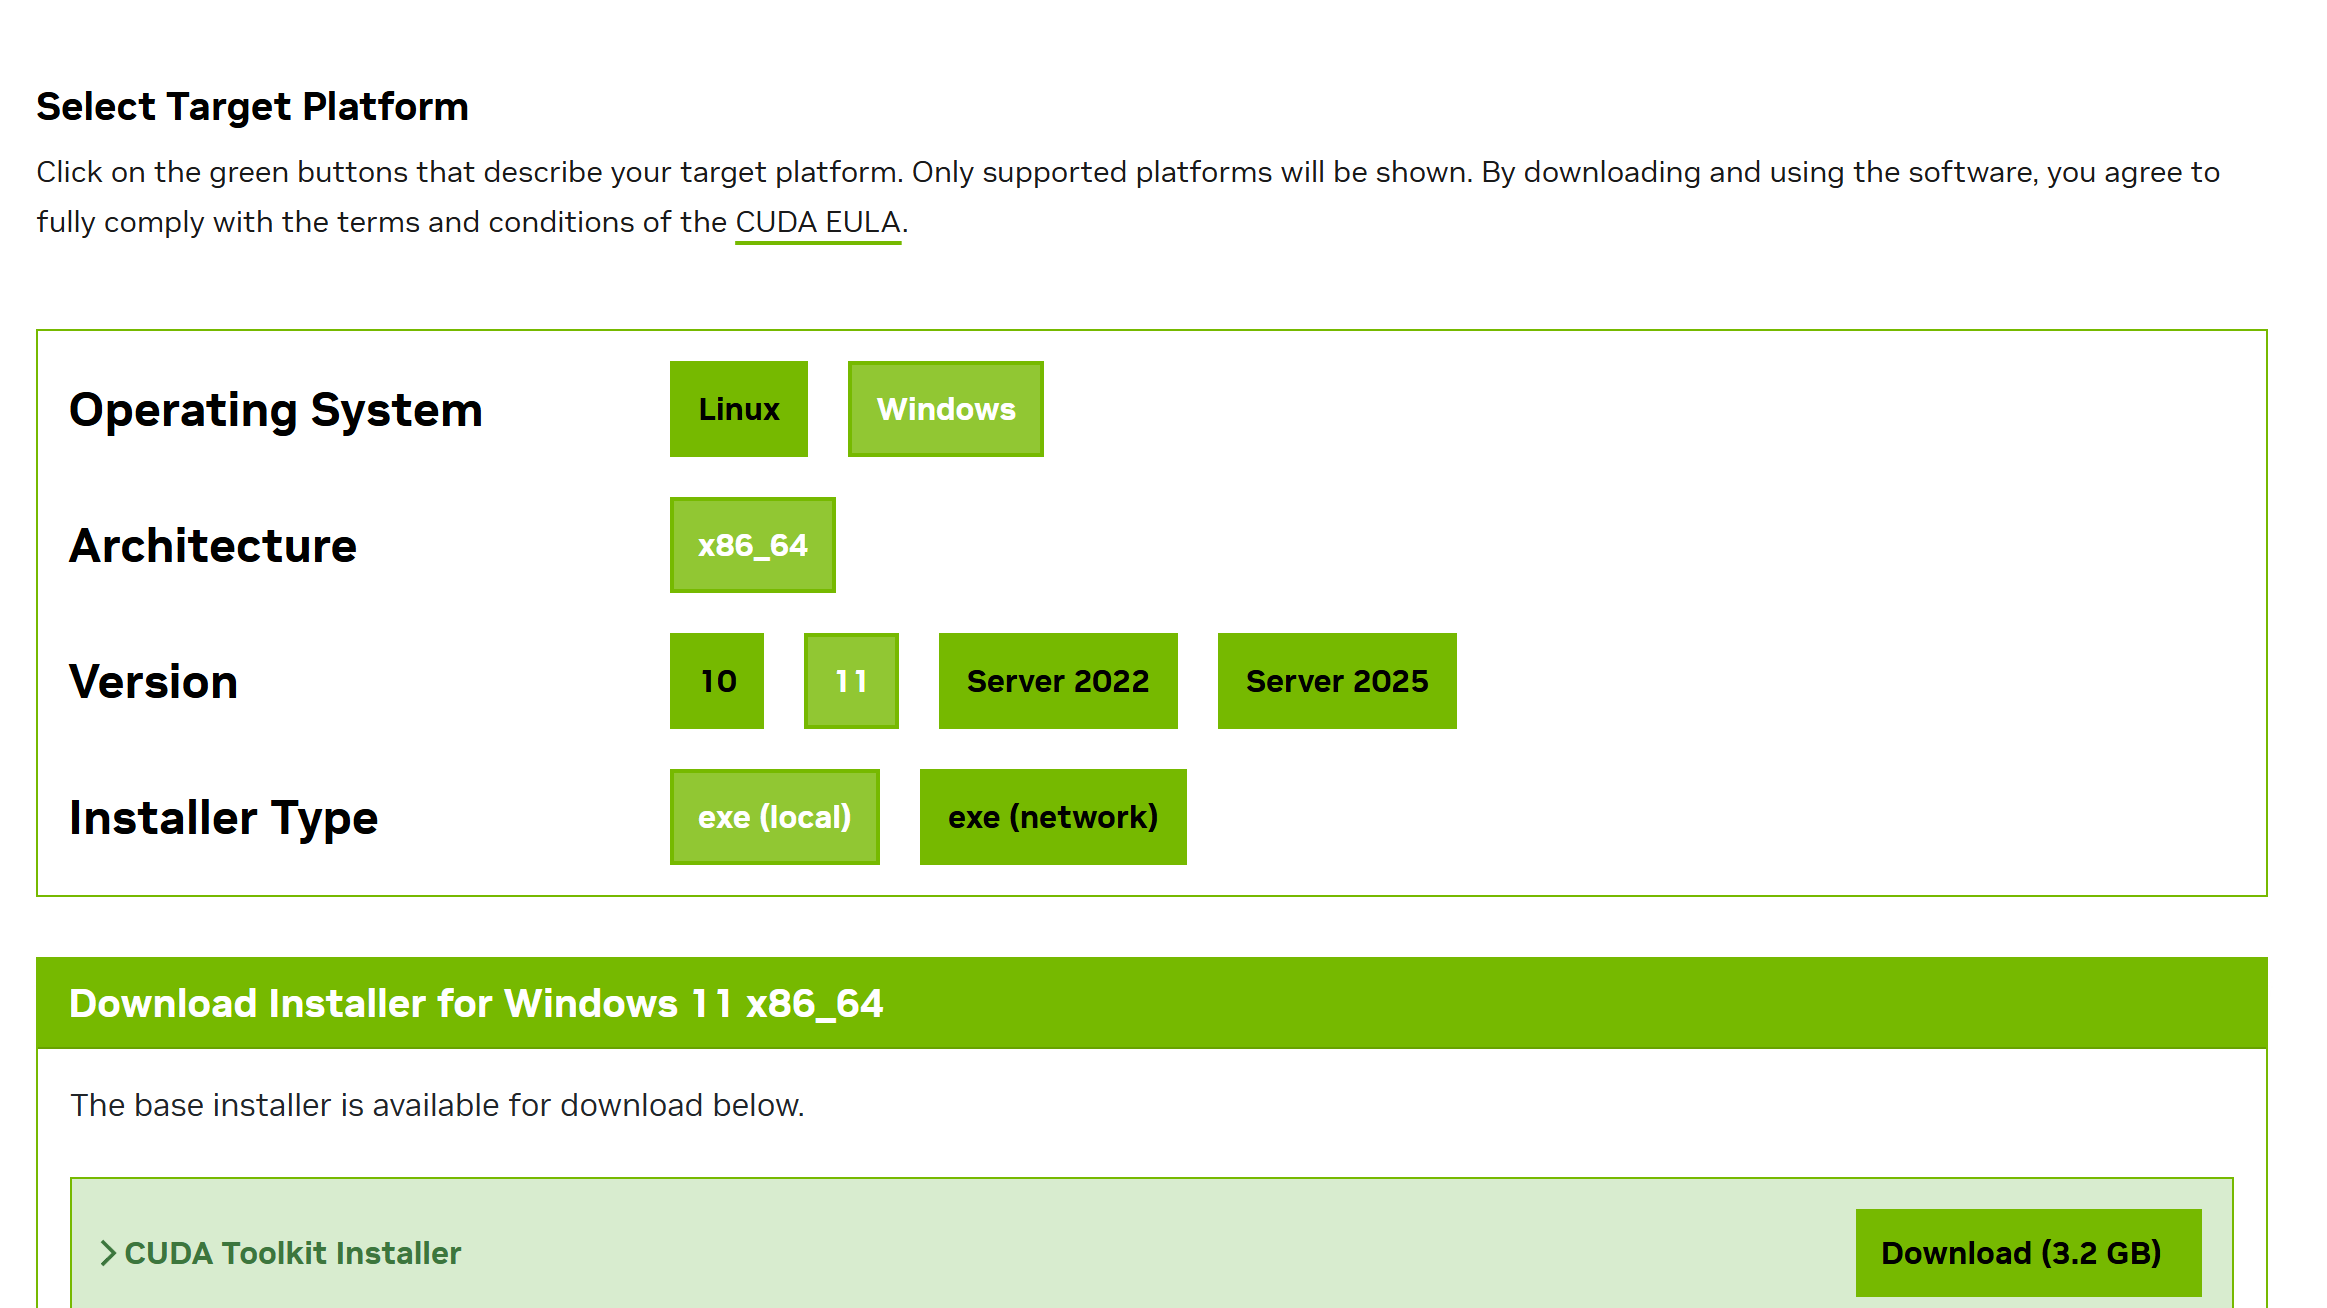 Select Target Platform
Click on the green buttons that describe your target platform. Only supported platforms will be shown. By downloading and using the software, you agree to
fully comply with the terms and conditions of the CUDA EULA.
Operating System
Linux
Windows
Architecture
x86_64
Version
10
11
Server 2022
Server 2025
Installer Type
exe (local)
exe (network)
Download Installer for Windows 11 x86_64
The base installer is available for download below.
CUDA Toolkit Installer
Download (3.2 GB)